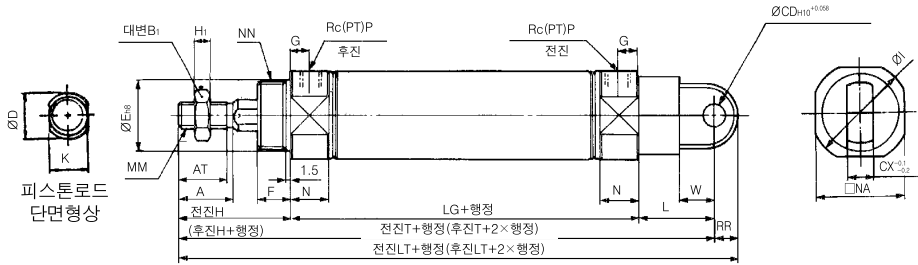 대변B₁
H₁
NN
G
Rc(PT)P
후진
Rc(PT)P
전진
G
ØCDH10+0.058
ØI
ØD
K
ØEh8
MM
AT
A
F
1.5
N
N
W
L
CX-0.1 -0.2
□NA
피스톤로드
단면형상
전진H
LG+행정
RR
(후진H+행정)
전진T+행정(후진T+2×행정)
전진LT+행정(후진LT+2×행정)